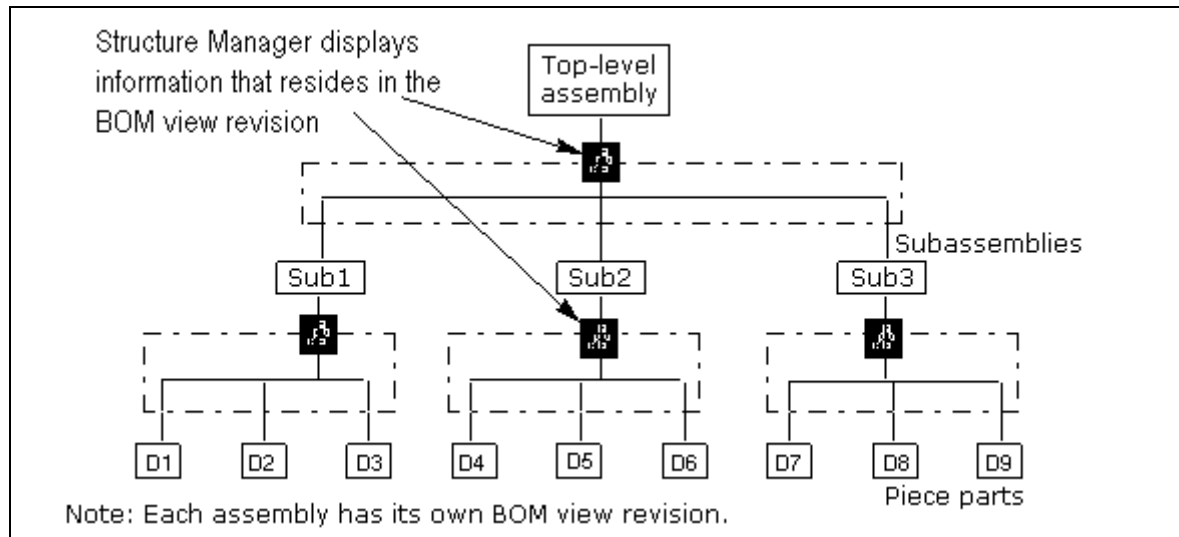 Structure Manager displays
information that resides in the
BOM view revision
Top-level
assembly
Subassemblies
Sub1
Sub2
Sub3
D1
D2
D3
D4
D5
D6
D7
D8
D9
Piece parts
Note: Each assembly has its own BOM view revision.